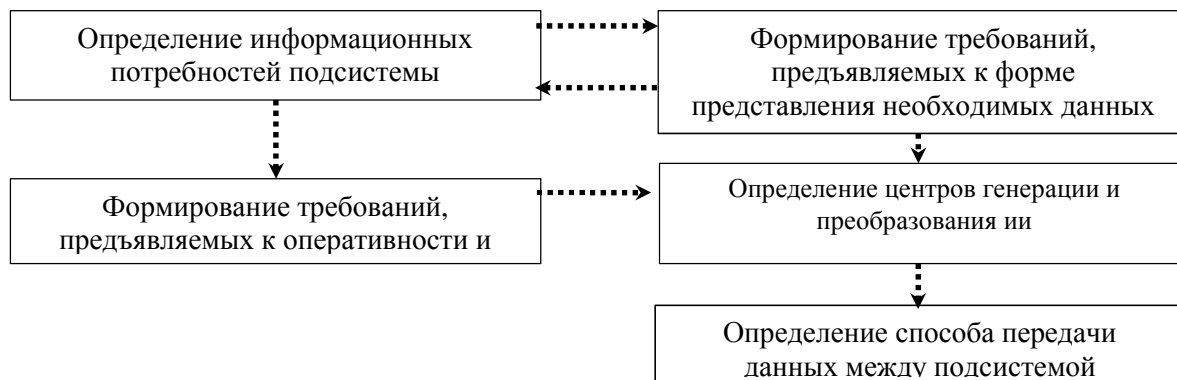 Определение информационных
потребностей подсистемы
Формирование требований,
предъявляемых к форме
представления необходимых данных
Формирование требований,
предъявляемых к оперативности и
Определение центров генерации и
преобразования ии
Определение способа передачи
данных между подсистемой